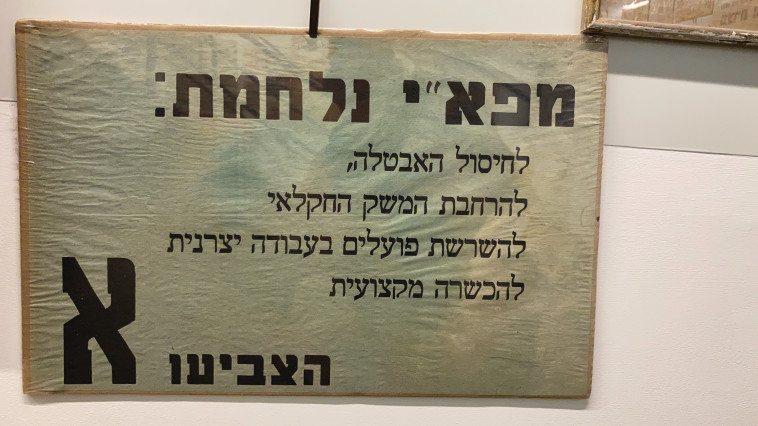 מפא"י נלחמת:
לחיסול האבטלה,
להרחבת המשק החקלאי
להשרשת פועלים בעבודה יצרנית
להכשרה מקצועית
הצביעו א